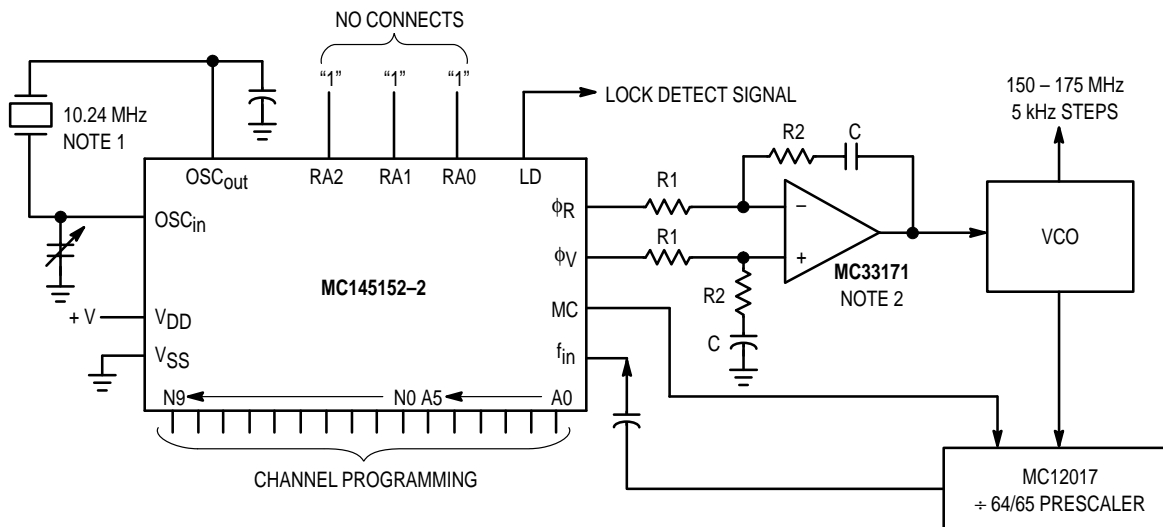 NO CONNECTS
“1” “1” “1”
LOCK DETECT SIGNAL
150 – 175 MHz
5 kHz STEPS
10.24 MHz
NOTE 1
R2 C
OSCout RA2 RA1 RA0 LD
R1
ϕR
–
OSCin
VCO
R1
ϕV
+
MC33171
NOTE 2
MC145152–2
R2
MC
+ V VDD
C
fin
VSS
N9 N0 A5 A0
CHANNEL PROGRAMMING
MC12017
÷ 64/65 PRESCALER